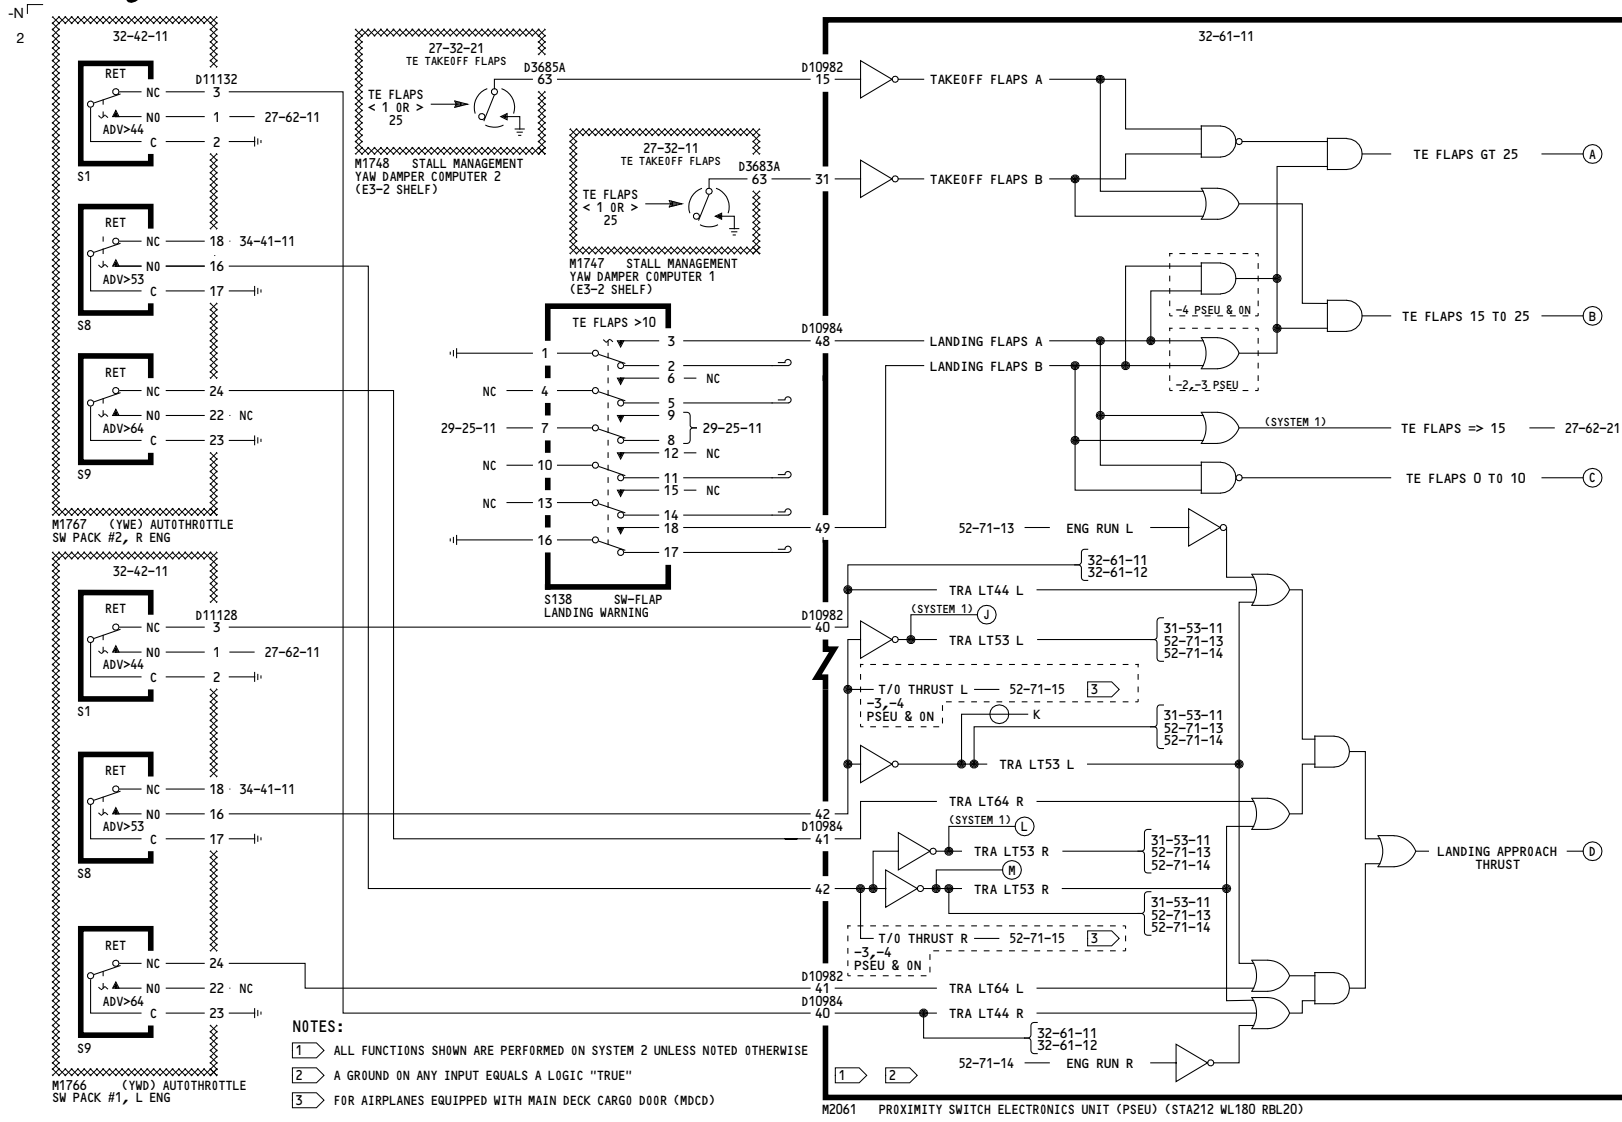 -N
2
32-42-11
RET
D11132
NC
3
NO
1
27-62-11
ADV>44
C
2
S1
RET
NC
18
34-41-11
NO
16
ADV>53
C
17
S8
RET
NC
24
NO
22
NC
ADV>64
C
23
S9
M1767 (YWE) AUTOTHROTTLE
SW PACK #2, R ENG
32-42-11
RET
D11128
NC
3
NO
1
27-62-11
ADV>44
C
2
S1
RET
NC
18
34-41-11
NO
16
ADV>53
C
17
S8
RET
NC
24
NO
22
NC
ADV>64
C
23
S9
M1766 (YWD) AUTOTHROTTLE
SW PACK #1, L ENG
27-32-21
TE TAKEOFF FLAPS
D3685A
63
TE FLAPS
< 1 OR >
25
M1748 STALL MANAGEMENT
YAW DAMPER COMPUTER 2
(E3-2 SHELF)
27-32-11
TE TAKEOFF FLAPS
D3683A
63
TE FLAPS
< 1 OR >
25
M1747 STALL MANAGEMENT
YAW DAMPER COMPUTER 1
(E3-2 SHELF)
TE FLAPS >10
3
1
2
6
NC
NC
4
5
9
29-25-11
7
29-25-11
8
12
NC
NC
10
11
15
NC
NC
13
14
18
16
17
S138 SW-FLAP
LANDING WARNING
32-61-11
D10982
15
TAKEOFF FLAPS A
31
TAKEOFF FLAPS B
TE FLAPS GT 25
A
-4 PSEU & ON
TE FLAPS 15 TO 25
B
D10984
48
LANDING FLAPS A
LANDING FLAPS B
-2,-3 PSEU
(SYSTEM 1)
TE FLAPS => 15
27-62-21
TE FLAPS 0 TO 10
C
49
52-71-13
ENG RUN L
32-61-11
32-61-12
TRA LT44 L
D10982
40
(SYSTEM 1)
J
TRA LT53 L
31-53-11
52-71-13
52-71-14
T/O THRUST L
52-71-15
3
-3,-4
PSEU & ON
K
31-53-11
52-71-13
52-71-14
TRA LT53 L
TRA LT64 R
42
D10984
41
(SYSTEM 1)
L
TRA LT53 R
31-53-11
52-71-13
52-71-14
M
42
TRA LT53 R
31-53-11
52-71-13
52-71-14
LANDING APPROACH
THRUST
D
T/O THRUST R
52-71-15
3
-3,-4
PSEU & ON
D10982
41
TRA LT64 L
D10984
40
TRA LT44 R
32-61-11
32-61-12
52-71-14
ENG RUN R
1
2
M2061 PROXIMITY SWITCH ELECTRONICS UNIT (PSEU) (STA212 WL180 RBL20)
NOTES:
1 ALL FUNCTIONS SHOWN ARE PERFORMED ON SYSTEM 2 UNLESS NOTED OTHERWISE
2 A GROUND ON ANY INPUT EQUALS A LOGIC "TRUE"
3 FOR AIRPLANES EQUIPPED WITH MAIN DECK CARGO DOOR (MDCD)